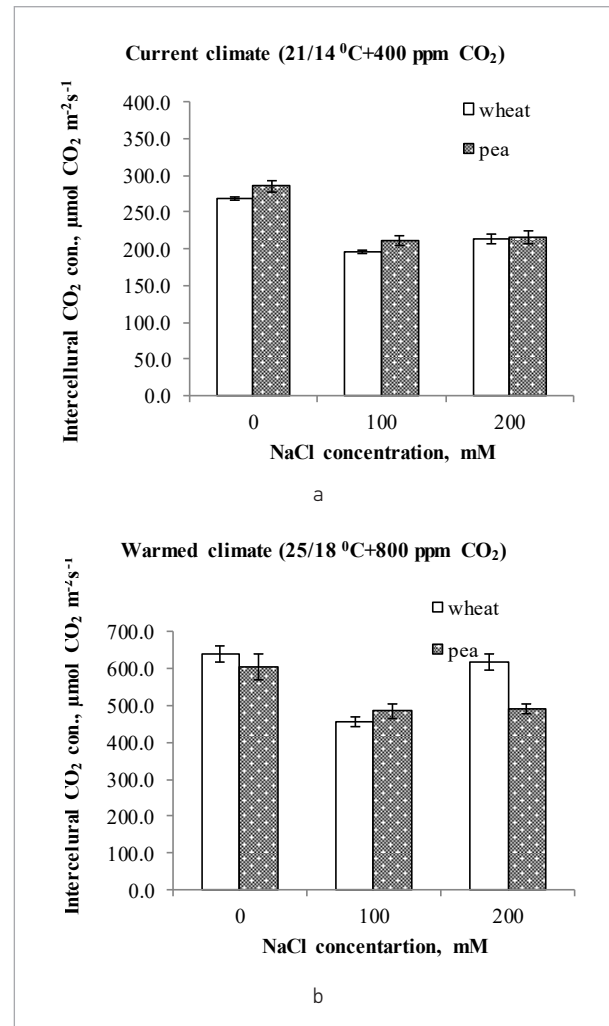 Current climate (21/14 ⁰C+400 ppm CO₂)
Intercellural CO₂ con., µmol CO₂ m⁻²s⁻¹
400.0
350.0
300.0
250.0
200.0
150.0
100.0
50.0
0.0
wheat
pea
0 100 200
NaCl concentration, mM
a
Warmed climate (25/18 ⁰C+800 ppm CO₂)
Intercelural CO₂ con., µmol CO₂ m⁻²s⁻¹
700.0
600.0
500.0
400.0
300.0
200.0
100.0
0.0
wheat
pea
0 100 200
NaCl concentartion, mM
b